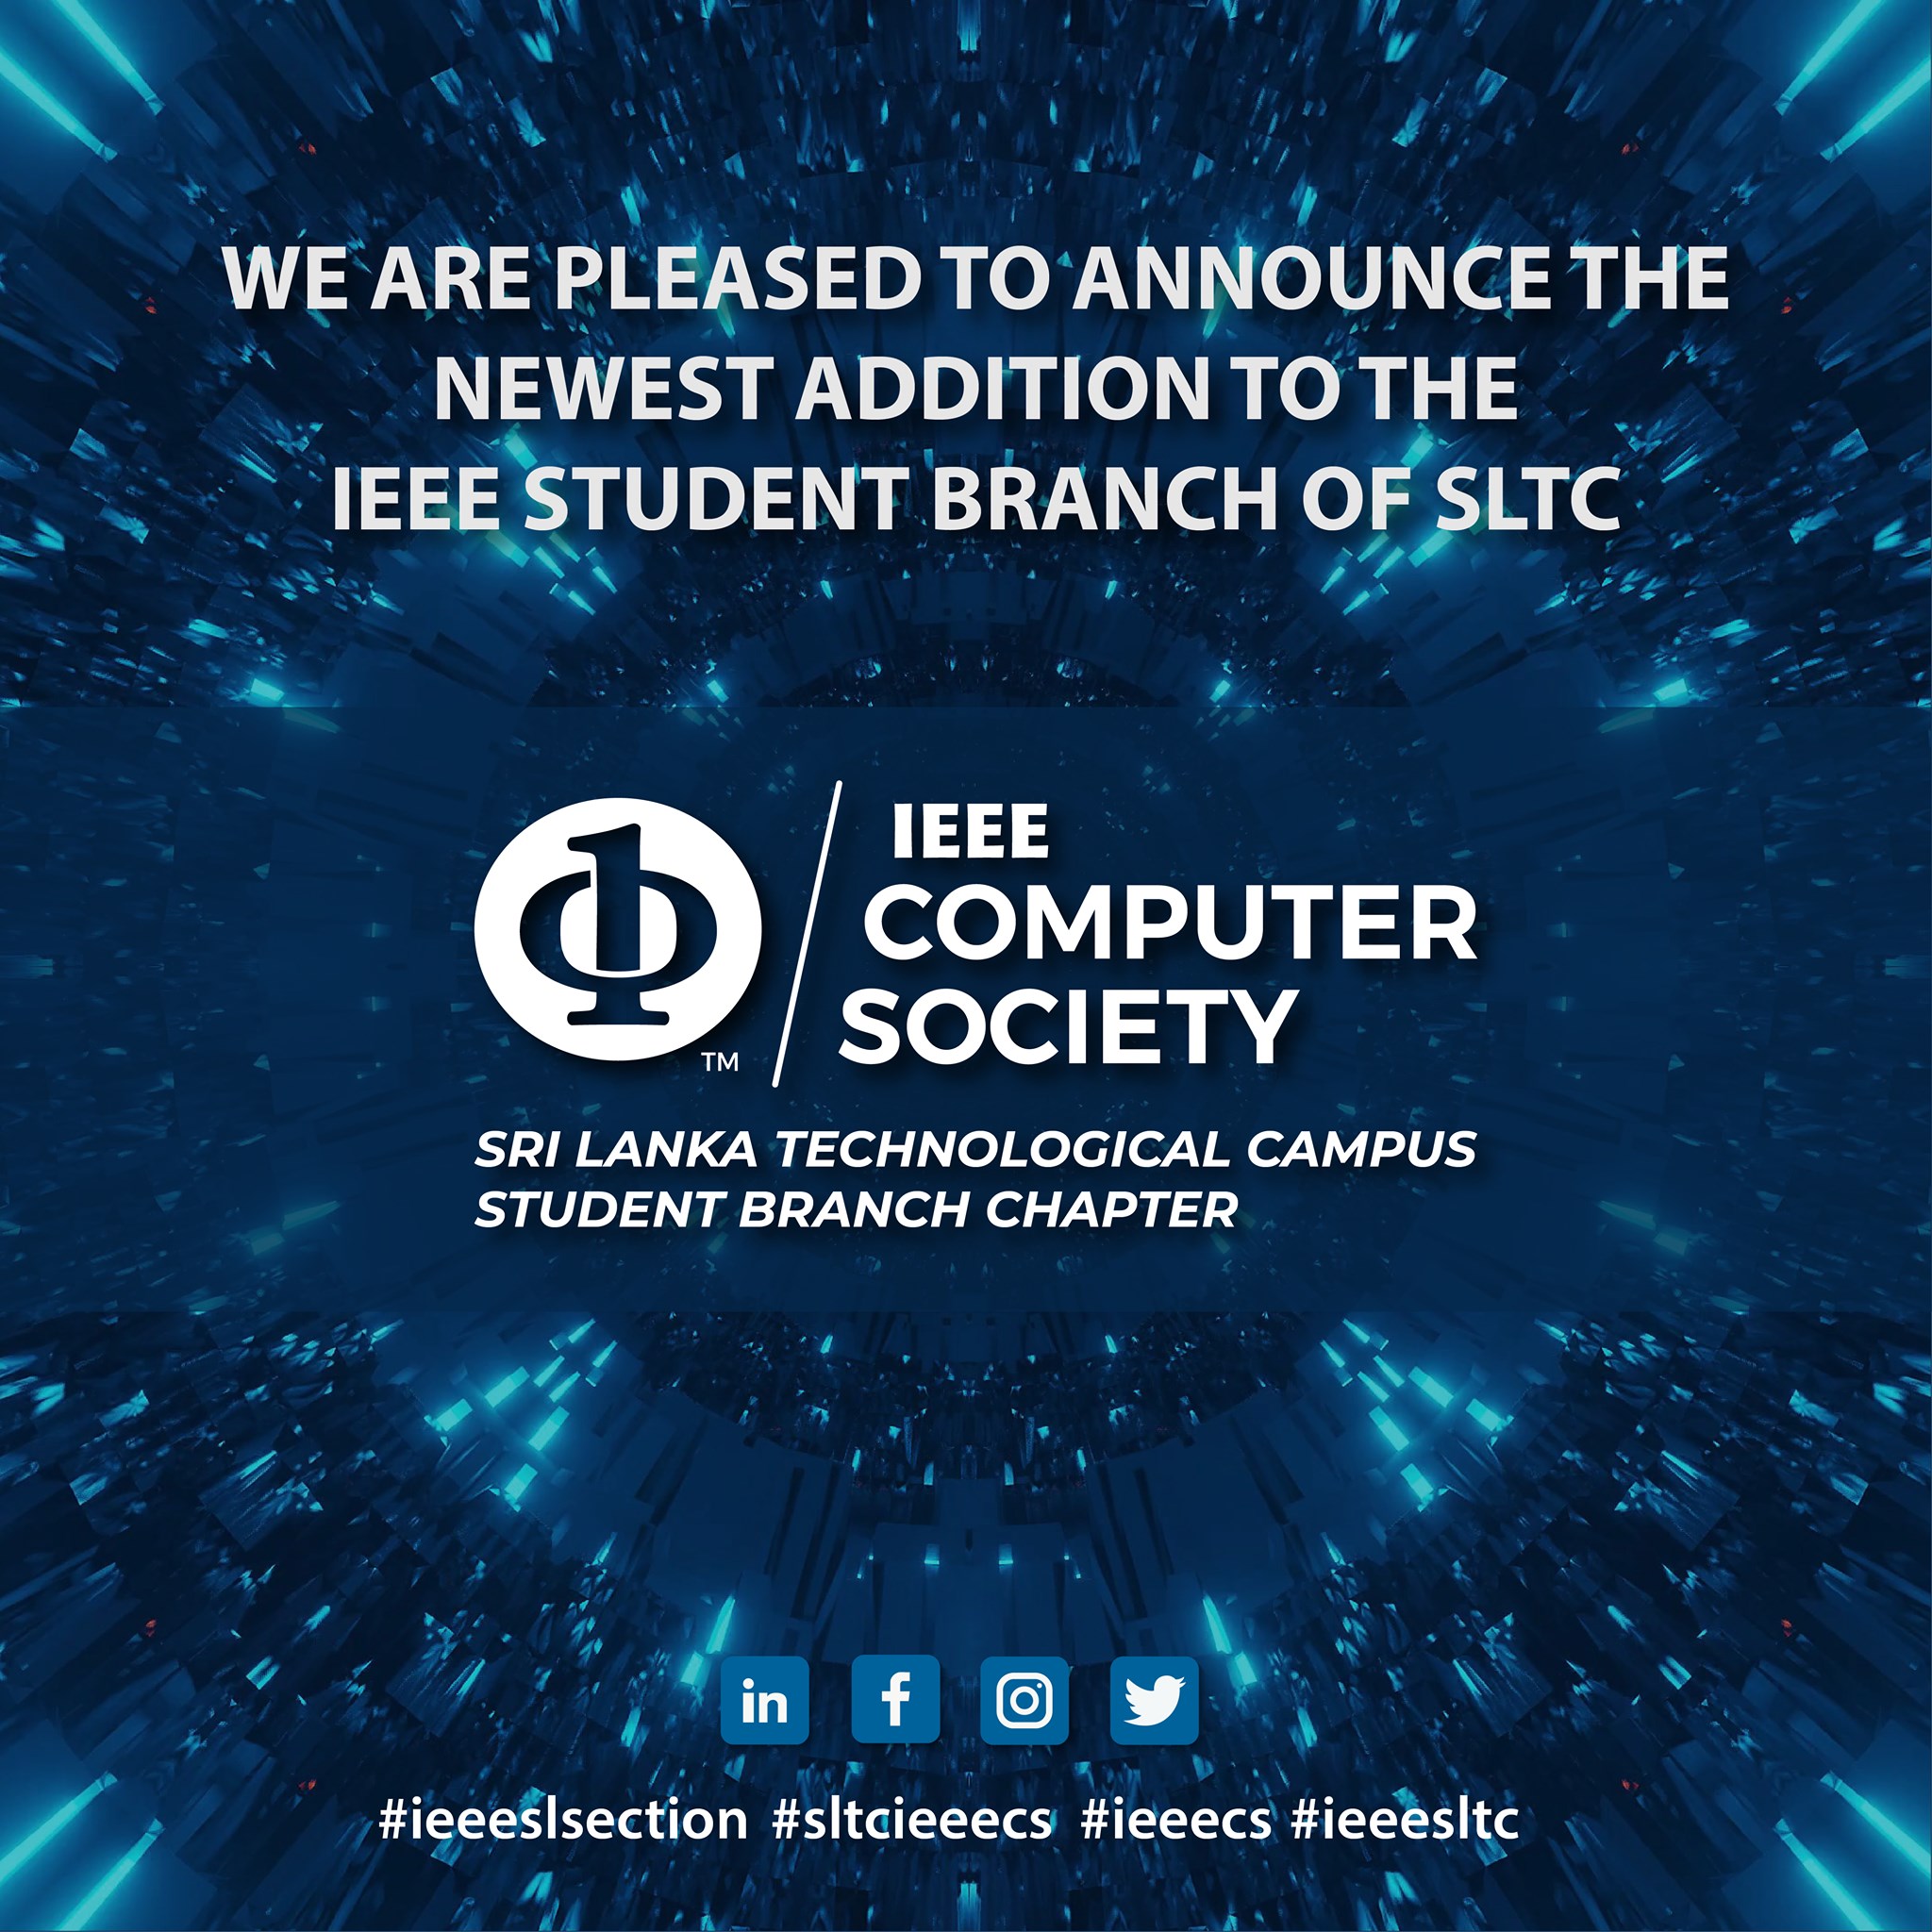 WE ARE PLEASED TO ANNOUNCE THE
NEWEST ADDITION TO THE
IEEE STUDENT BRANCH OF SLTC
IEEE
COMPUTER
SOCIETY
TM
SRI LANKA TECHNOLOGICAL CAMPUS
STUDENT BRANCH CHAPTER
in f
#ieeeslsection #sltcieeecs #ieeecs #ieeesltc